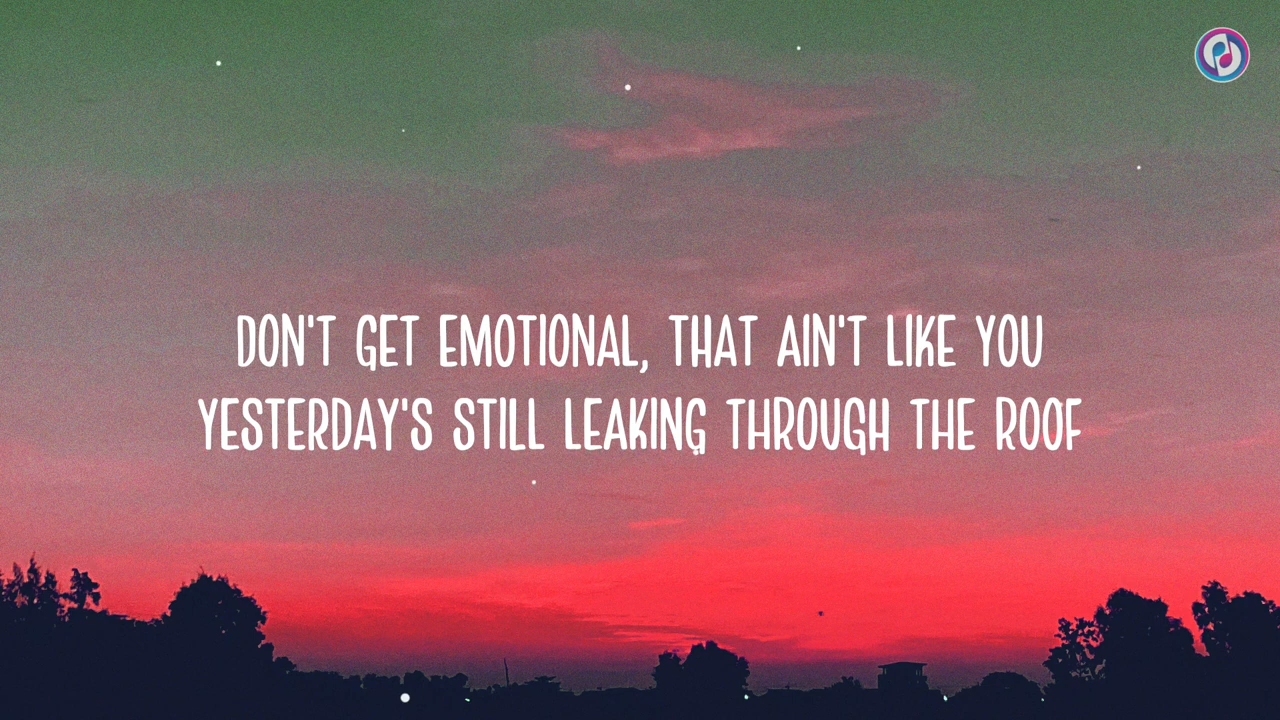 DON'T GET EMOTIONAL, THAT AIN'T LIKE YOU
YESTERDAY'S STILL LEAKING THROUGH THE ROOF